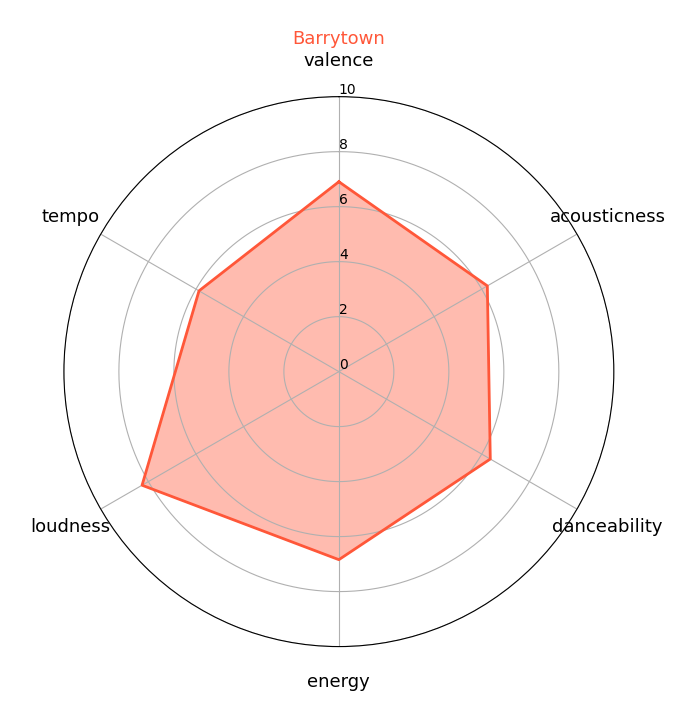 Barrytown
valence
10
8
6
4
2
0
tempo
acousticness
loudness
danceability
energy